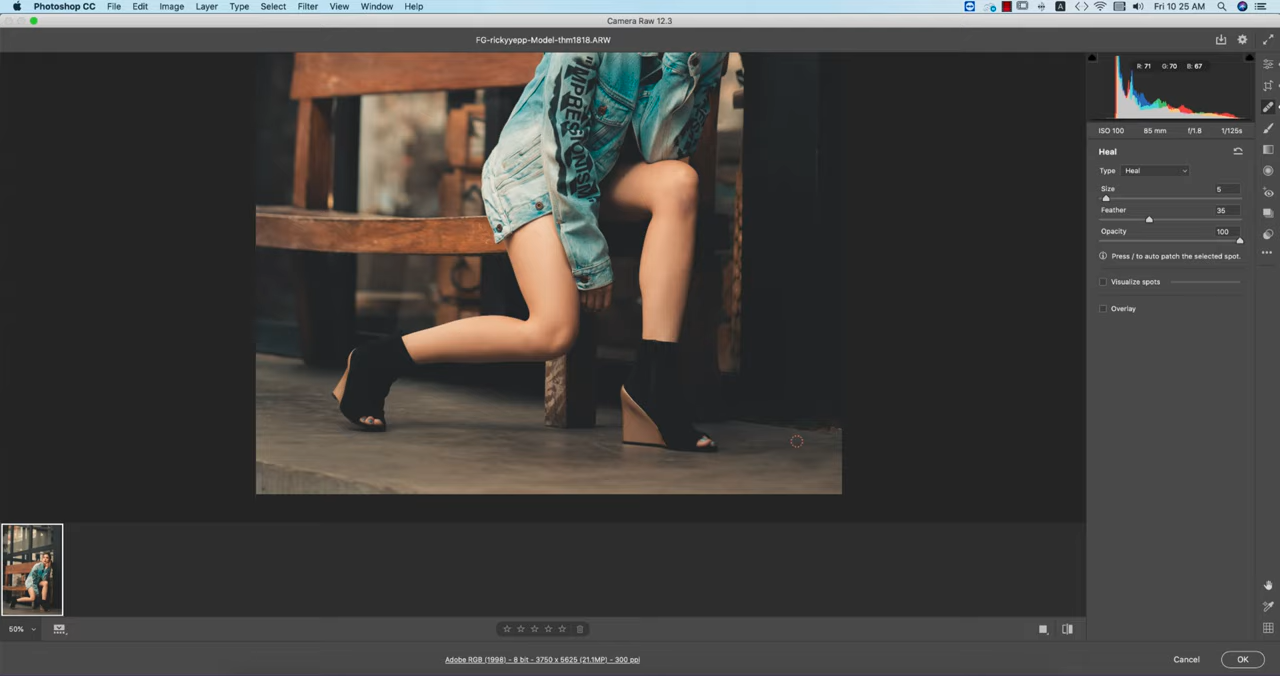 Photoshop CC File Edit Image Layer Type Select Filter View Window Help
A
Fri 10 25 AM
Camera Raw 12.3
FG-rickyyepp-Model-thm1818.ARW
R: 71 G: 70 B: 67
ISO 100 85 mm f/1.8 1/125s
Heal
Type Heal
Size 5
Feather 35
Opacity 100
Press / to auto patch the selected spot.
Visualize spots
Overlay
"MPRESSIONISM"
50%
Adobe RGB (1998) - 8 bit - 3750 x 5625 (21.1MP) - 300 ppi
Cancel OK